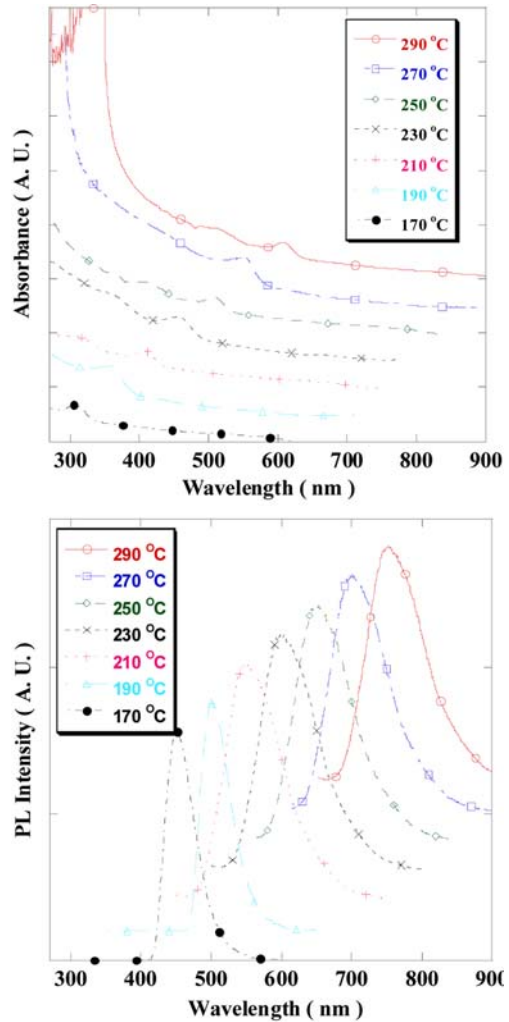 290 °C
270 °C
250 °C
230 °C
210 °C
190 °C
170 °C
Absorbance ( A. U. )
300 400 500 600 700 800 900
Wavelength ( nm )
290 °C
270 °C
250 °C
230 °C
210 °C
190 °C
170 °C
PL Intensity ( A. U. )
300 400 500 600 700 800 900
Wavelength ( nm )